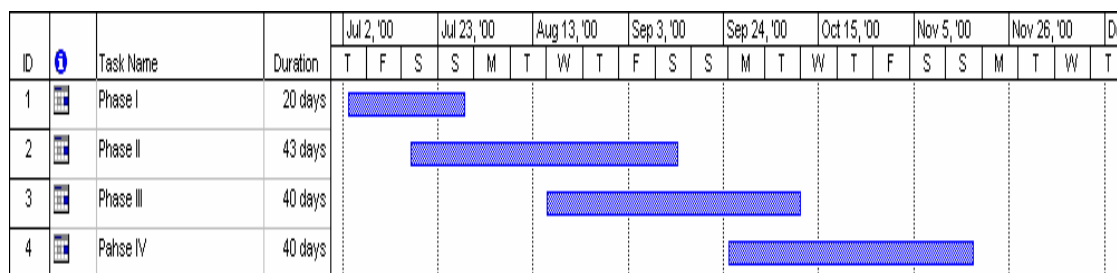 Jul 2, '00 Jul 23, '00 Aug 13, '00 Sep 3, '00 Sep 24, '00 Oct 15, '00 Nov 5, '00 Nov 26, '00 D
ID Task Name Duration T F S S M T W T F S S M T W T F S S M T W T
1 Phase I 20 days
2 Phase II 43 days
3 Phase III 40 days
4 Pahse IV 40 days